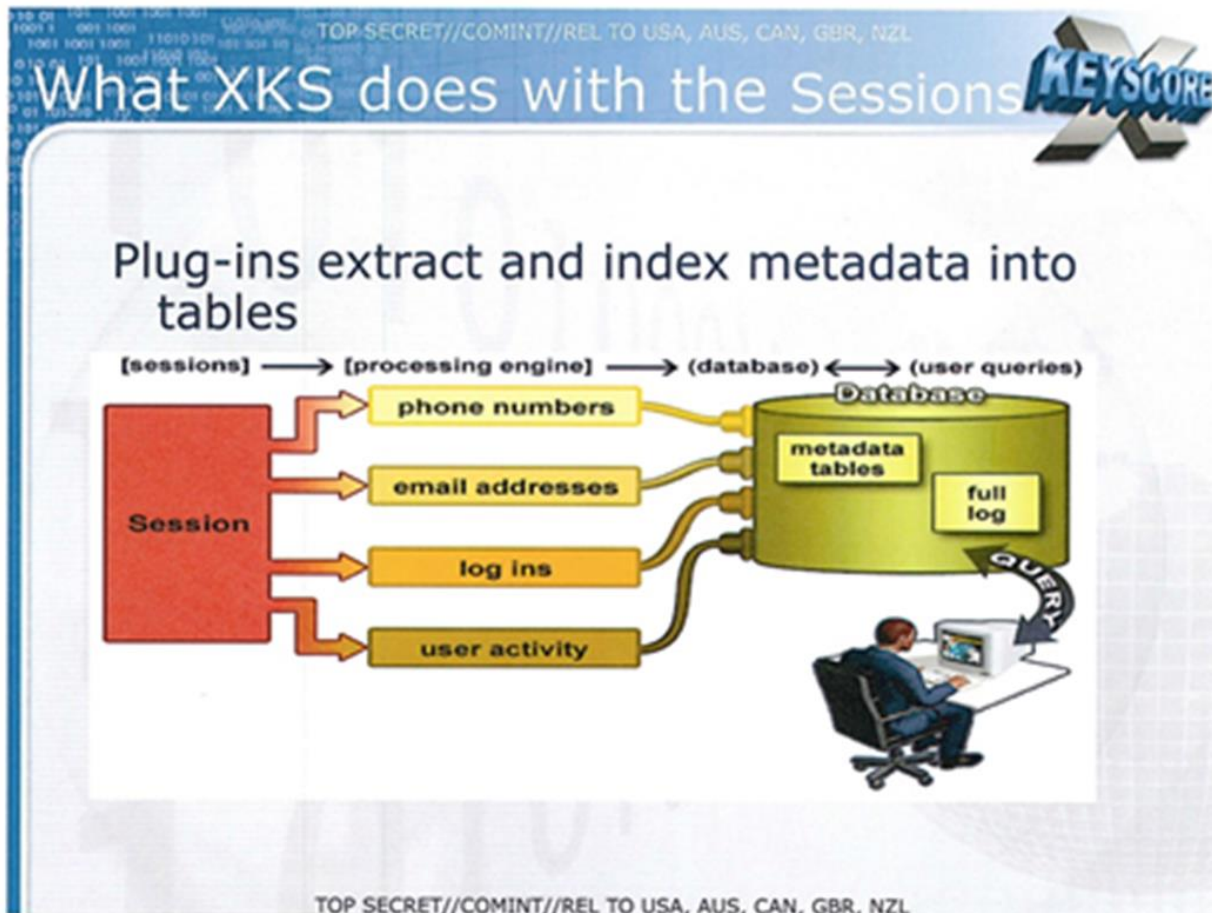 TOP SECRET//COMINT//REL TO USA, AUS, CAN, GBR, NZL
What XKS does with the Sessions
X
KEYSCORE
Plug-ins extract and index metadata into
tables
[sessions] → [processing engine] → (database) ↔ (user queries)
Database
phone numbers
metadata
tables
email addresses
full
log
Session
log ins
QUERY
user activity
TOP SECRET//COMINT//REL TO USA, AUS, CAN, GBR, NZL